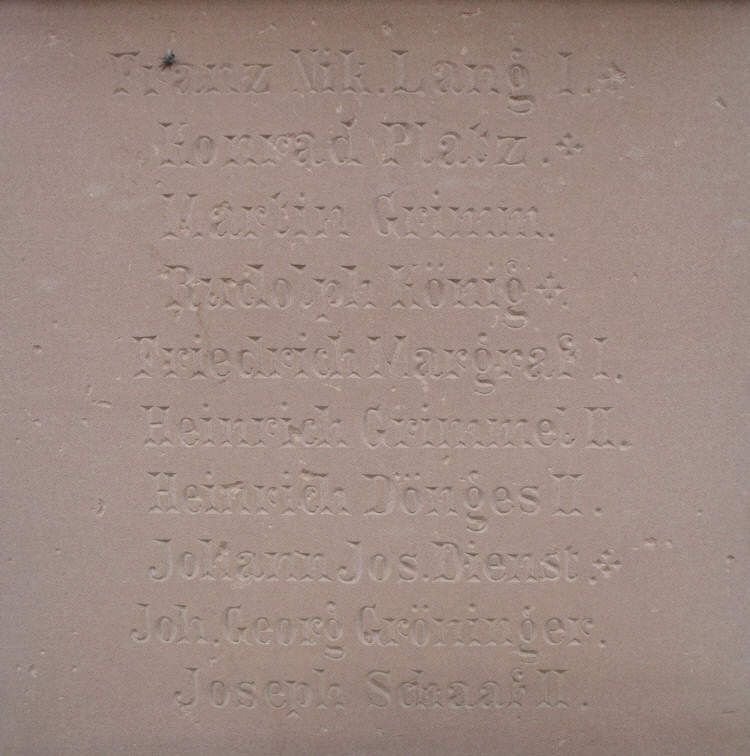 Franz Nik. Lang I. ✣
Konrad Platz. ✣
Martin Grimm.
Rudolph König ✣.
Friedrich Margraf I.
Heinrich Grimmel II.
Heinrich Dönges II.
Johann Jos. Dienst. ✣
Joh. Georg Gröninger.
Joseph Schaaf II.